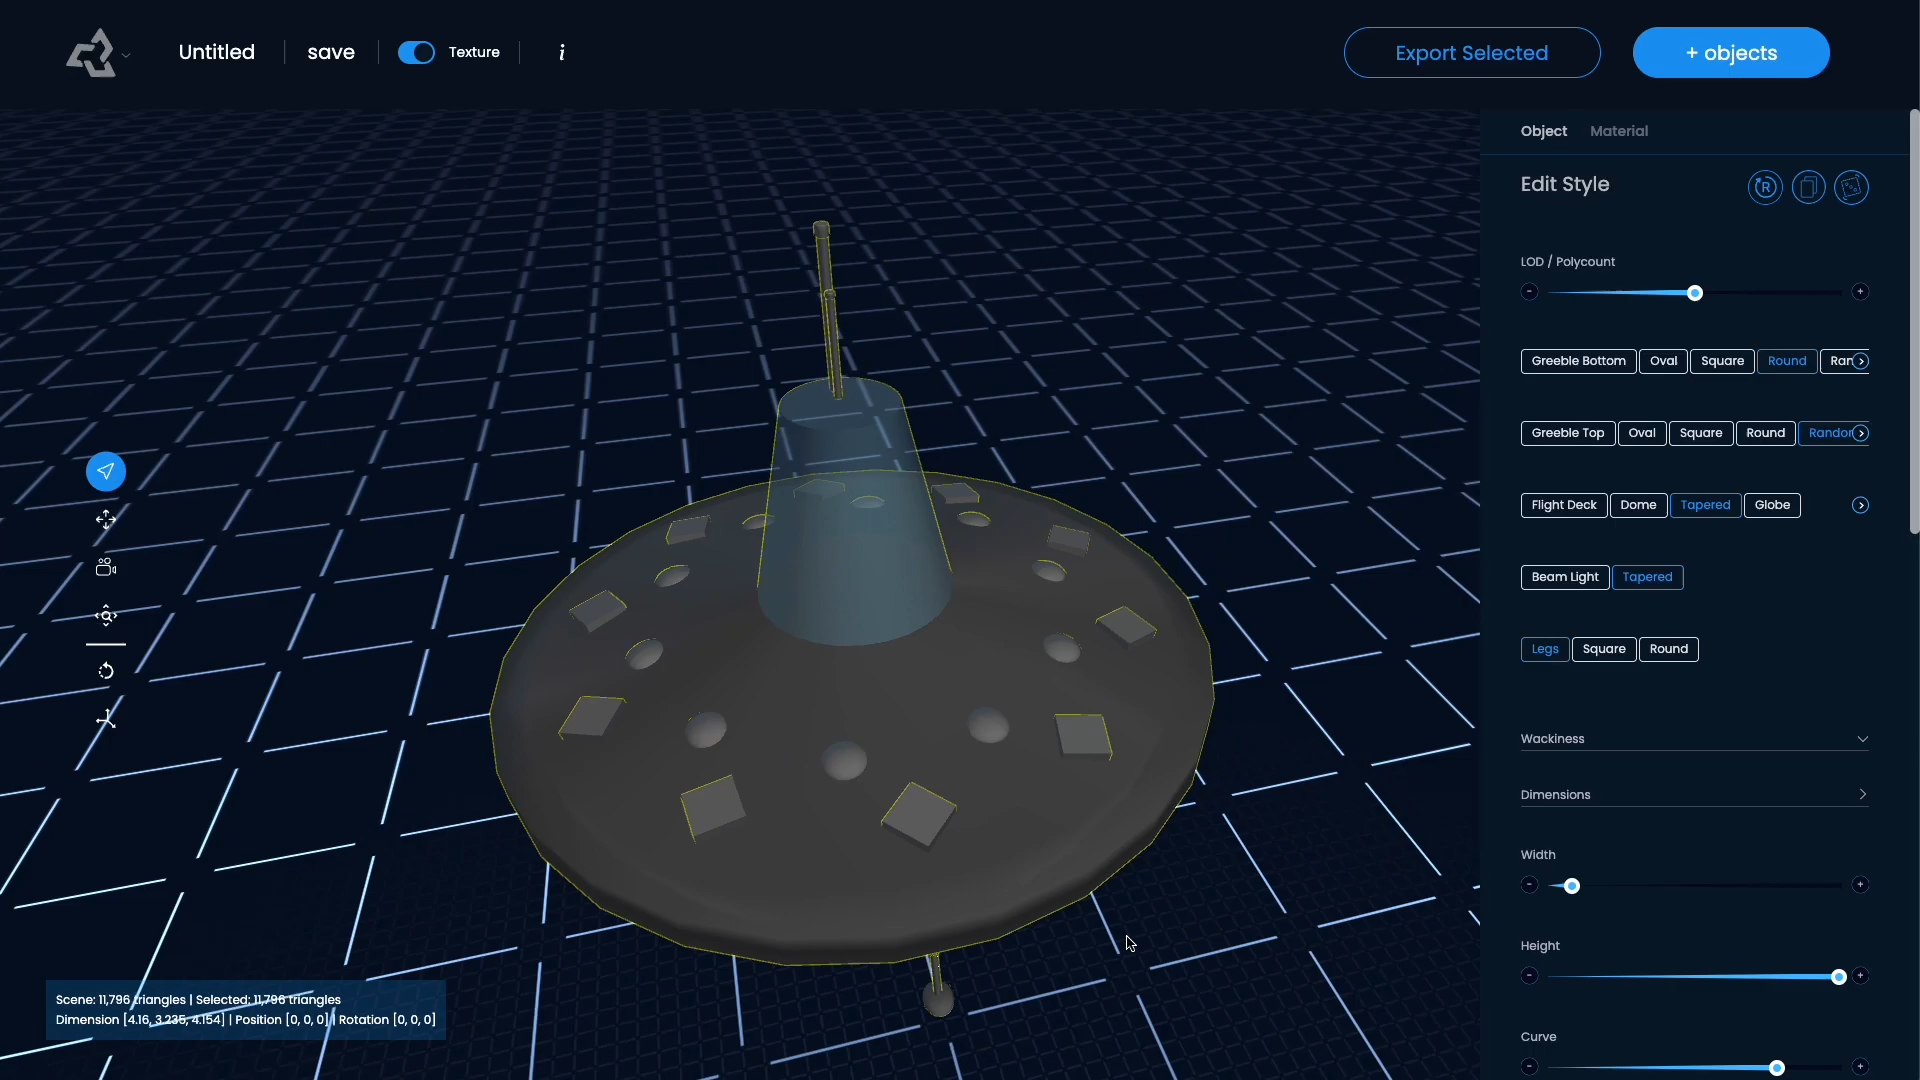 Untitled
save
Texture
i
Export Selected
+ objects
Object
Material
Edit Style
R
LOD / Polycount
Greeble Bottom
Oval
Square
Round
Ran
Greeble Top
Oval
Square
Round
Randor
Flight Deck
Dome
Tapered
Globe
Beam Light
Tapered
Legs
Square
Round
Wackiness
Dimensions
Width
Height
Curve
Scene: 11,796 triangles | Selected: 11,796 triangles
Dimension [4.16, 3.235, 4.154] | Position [0, 0, 0] | Rotation [0, 0, 0]